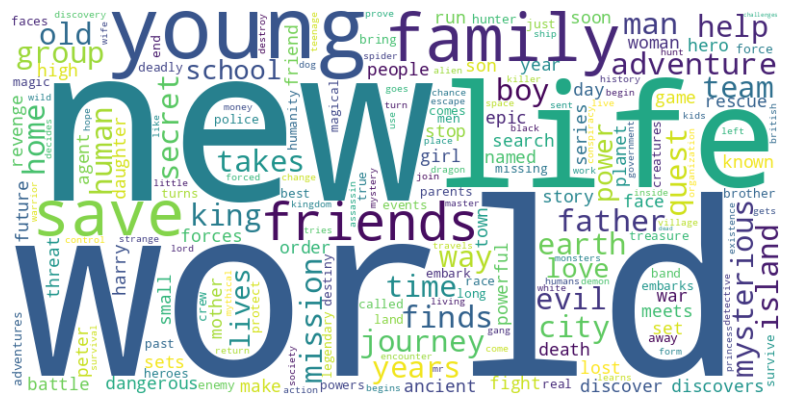 faces discovery wife
old
group
high deadly
magic end
young
school
destroy
prove
teenage
spider
dog
friend
family
people
bring
alien
just
ship
run
hunter
soon
man
woman
son
year
hero
help
force
adventure
challenges
hunt
revenge
home
wild
decides
agent
human
daughter
little
turns
like
secret
money
police
hope
takes
forced
change
best
new
magical
humanity
goes
turn
use
chance
escape
comes
men
place
girl
killer
space
sent
black
stop
boy
epic
search
named
missing
life
history
begin
live
conspiracy
day
series
government
work
power
planet
organization
game
rescue
team
kids
left
british
creatures
inside
quest
known
future
warrior
save
king
kingdom
tries
assassin
true
mystery
events
friends
join
master
parents
town
story
father
face
brother
gets
village
treasure
existence
dead
threat
control
strange
lord
harry
forces
order
small
world
lives
mother
peter
sets
crew
protect
mythical
return
mission
society
action
legendary
destiny
time
called
land
gang
living
begins
encounter
mr
journey
years
travels
embark
race
long
way
powerful
come
finds
earth
love
evil
monsters
humans
demon
white
city
death
band
embarks
war
meets
set
away
form
learns
mysterious
princess
detective
island
survive
adventures
battle
survival
past
heroes
dangerous
enemy
make
powers
ancient
fight
real
lost
discover
discovers
dragon